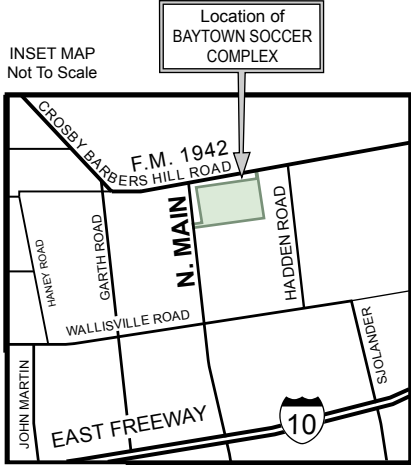 Location of
BAYTOWN SOCCER
COMPLEX
INSET MAP
Not To Scale
CROSBY BARBERS HILL ROAD
F.M. 1942
HANEY ROAD
GARTH ROAD
N. MAIN
HADDEN ROAD
WALLISVILLE ROAD
JOHN MARTIN
SJOLANDER
EAST FREEWAY
10